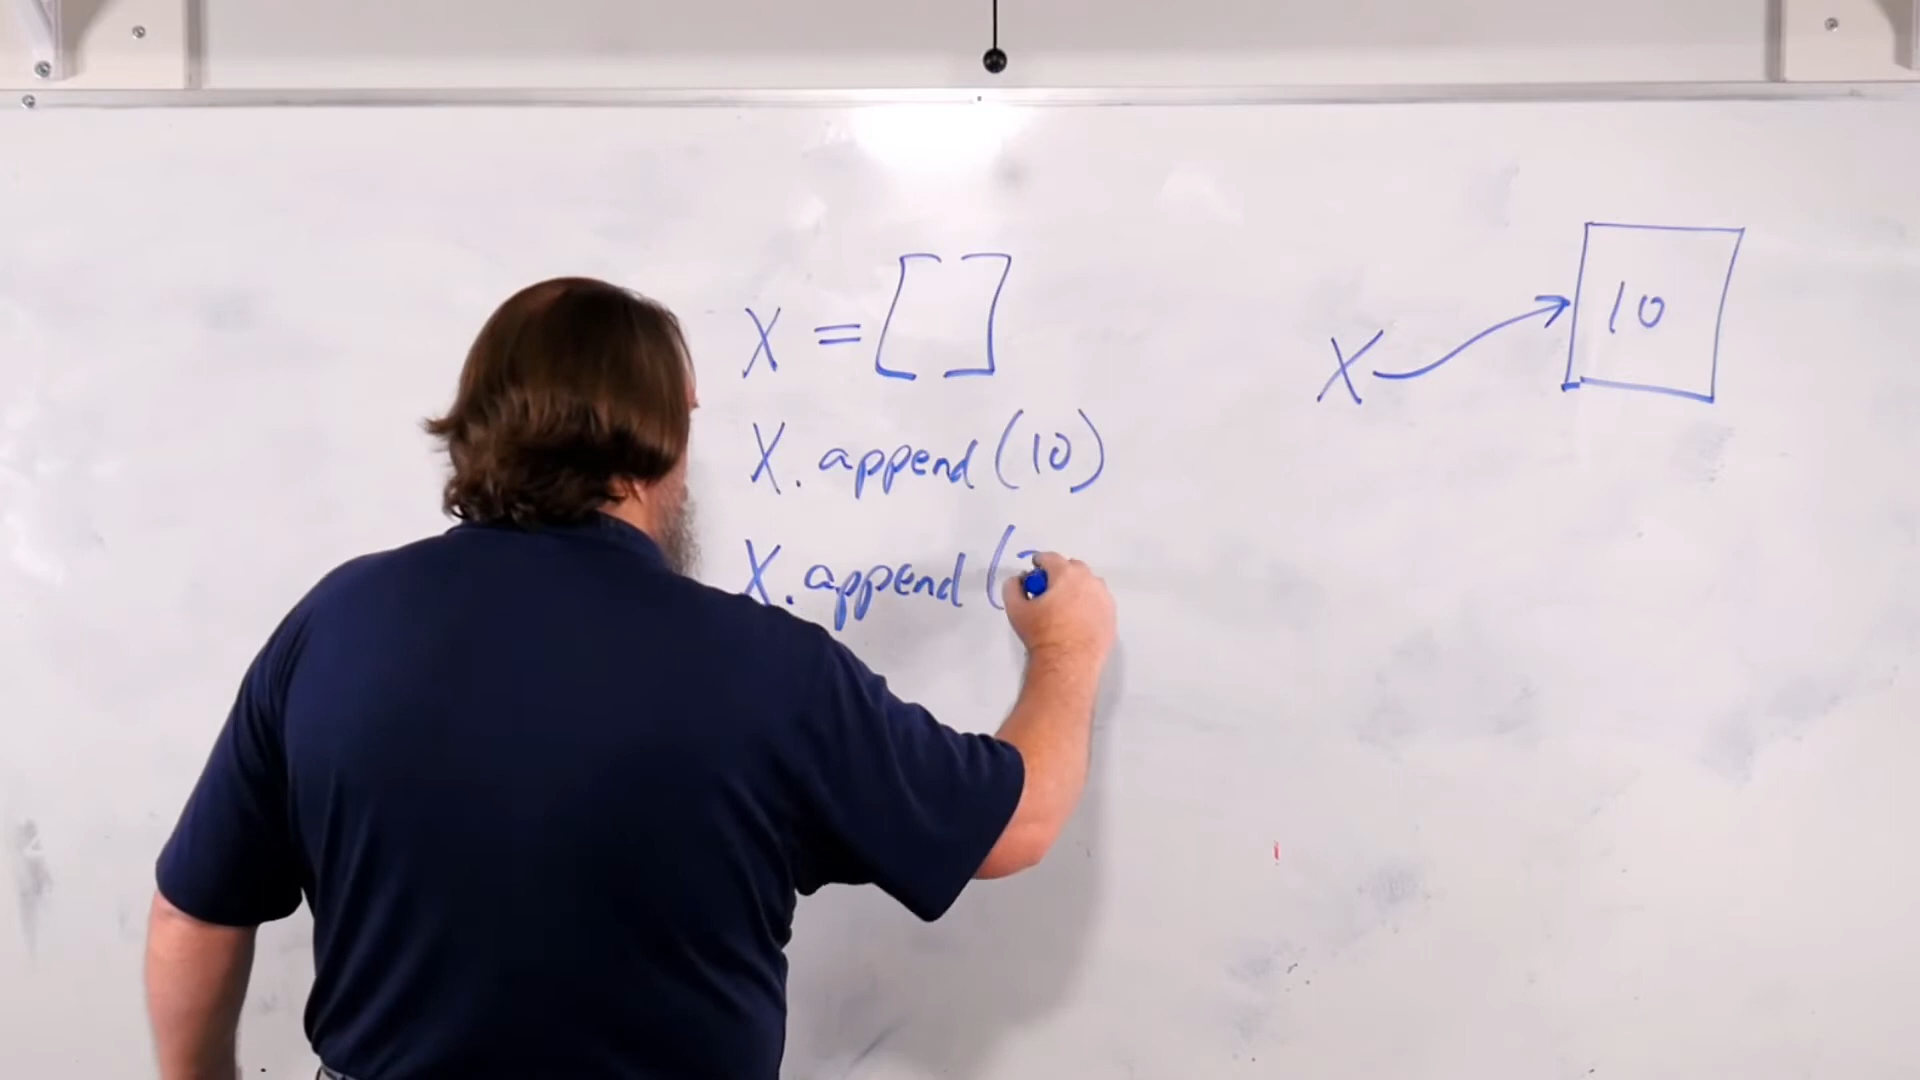 X = [ ]
X. append (10)
X. append (
X
10